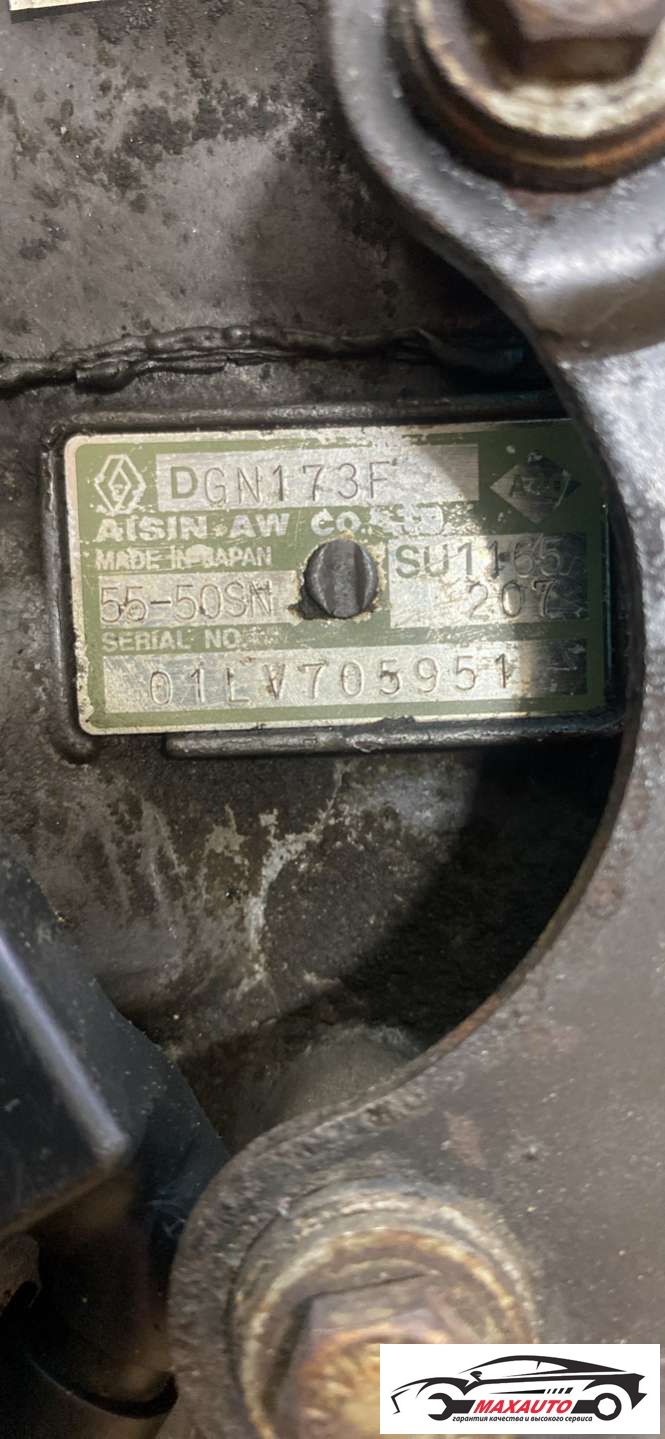 DGN173F
AISIN AW CO.
MADE IN JAPAN
SU1165
55-50SN
207
SERIAL NO.
01LV705951
MAXAUTO
гарантия качества и высокого сервиса